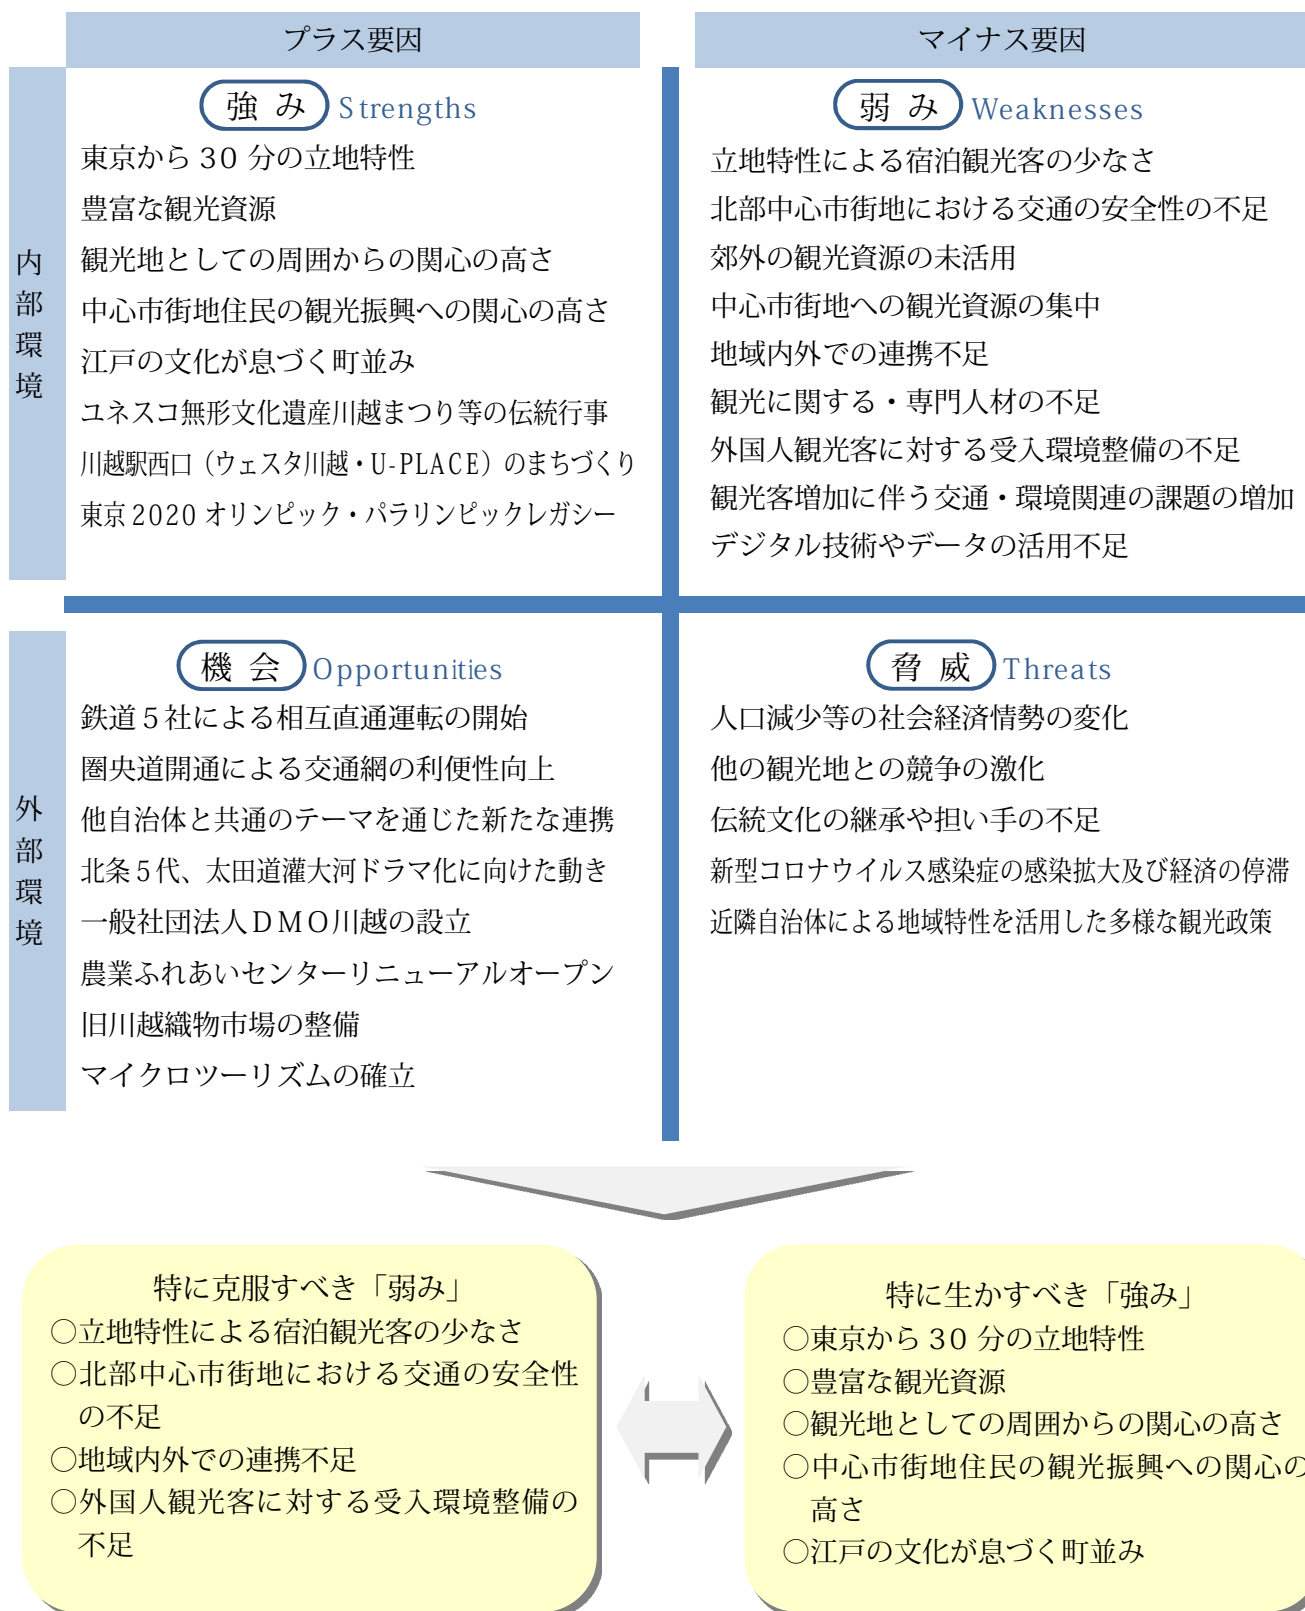 プラス要因
マイナス要因
内部環境
強み Strengths
東京から30分の立地特性
豊富な観光資源
観光地としての周囲からの関心の高さ
中心市街地住民の観光振興への関心の高さ
江戸の文化が息づく町並み
ユネスコ無形文化遺産川越まつり等の伝統行事
川越駅西口（ウェスタ川越・U-PLACE）のまちづくり
東京2020オリンピック・パラリンピックレガシー
弱み Weaknesses
立地特性による宿泊観光客の少なさ
北部中心市街地における交通の安全性の不足
郊外の観光資源の未活用
中心市街地への観光資源の集中
地域内外での連携不足
観光に関する・専門人材の不足
外国人観光客に対する受入環境整備の不足
観光客増加に伴う交通・環境関連の課題の増加
デジタル技術やデータの活用不足
外部環境
機会 Opportunities
鉄道5社による相互直通運転の開始
圏央道開通による交通網の利便性向上
他自治体と共通のテーマを通じた新たな連携
北条5代、太田道灌大河ドラマ化に向けた動き
一般社団法人DMO川越の設立
農業ふれあいセンターリニューアルオープン
旧川越織物市場の整備
マイクロツーリズムの確立
脅威 Threats
人口減少等の社会経済情勢の変化
他の観光地との競争の激化
伝統文化の継承や担い手の不足
新型コロナウイルス感染症の感染拡大及び経済の停滞
近隣自治体による地域特性を活用した多様な観光政策
特に克服すべき「弱み」
○立地特性による宿泊観光客の少なさ
○北部中心市街地における交通の安全性
の不足
○地域内外での連携不足
○外国人観光客に対する受入環境整備の
不足
特に生かすべき「強み」
○東京から30分の立地特性
○豊富な観光資源
○観光地としての周囲からの関心の高さ
○中心市街地住民の観光振興への関心の
高さ
○江戸の文化が息づく町並み